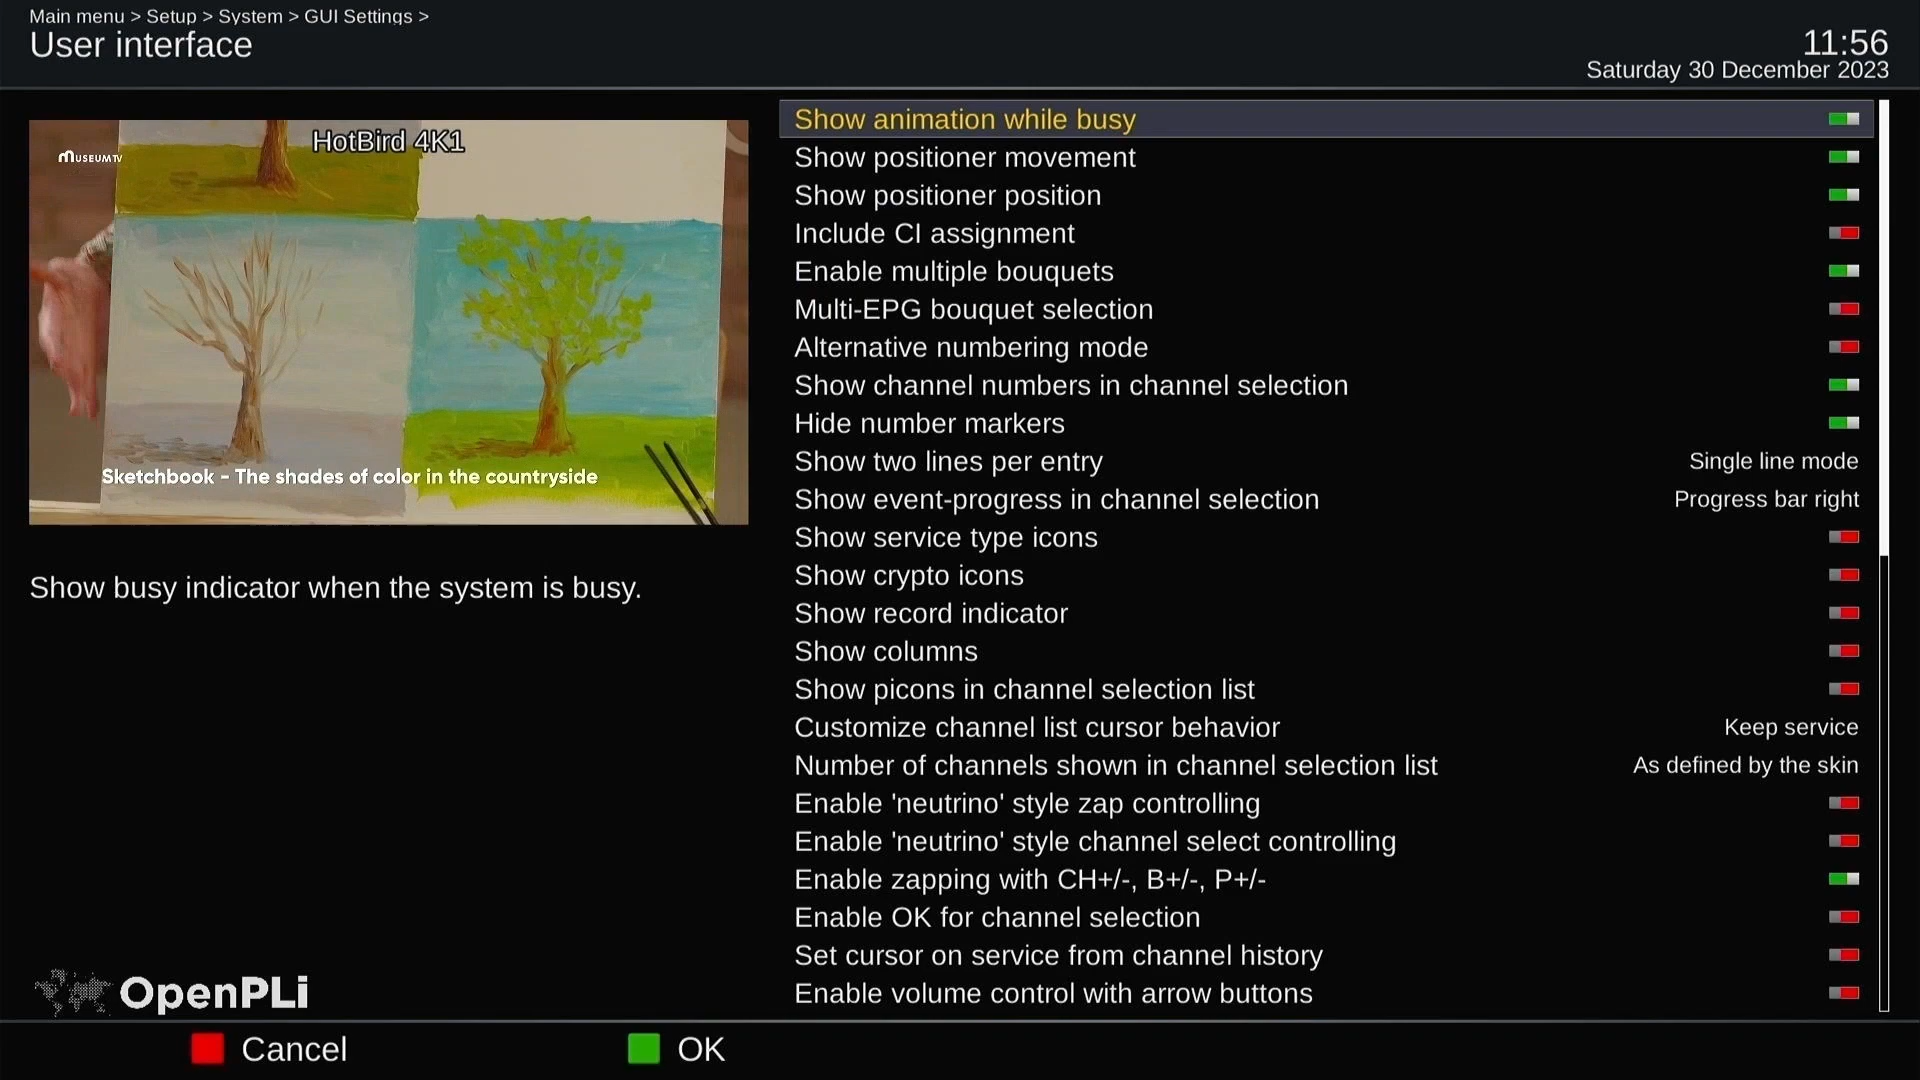 Main menu > Setup > System > GUI Settings >
User interface
11:56
Saturday 30 December 2023
HotBird 4K1
MUSEUMTV
Sketchbook - The shades of color in the countryside
Show busy indicator when the system is busy.
Show animation while busy
Show positioner movement
Show positioner position
Include CI assignment
Enable multiple bouquets
Multi-EPG bouquet selection
Alternative numbering mode
Show channel numbers in channel selection
Hide number markers
Show two lines per entry Single line mode
Show event-progress in channel selection Progress bar right
Show service type icons
Show crypto icons
Show record indicator
Show columns
Show picons in channel selection list
Customize channel list cursor behavior Keep service
Number of channels shown in channel selection list As defined by the skin
Enable 'neutrino' style zap controlling
Enable 'neutrino' style channel select controlling
Enable zapping with CH+/-, B+/-, P+/-
Enable OK for channel selection
Set cursor on service from channel history
Enable volume control with arrow buttons
OpenPLi
Cancel OK